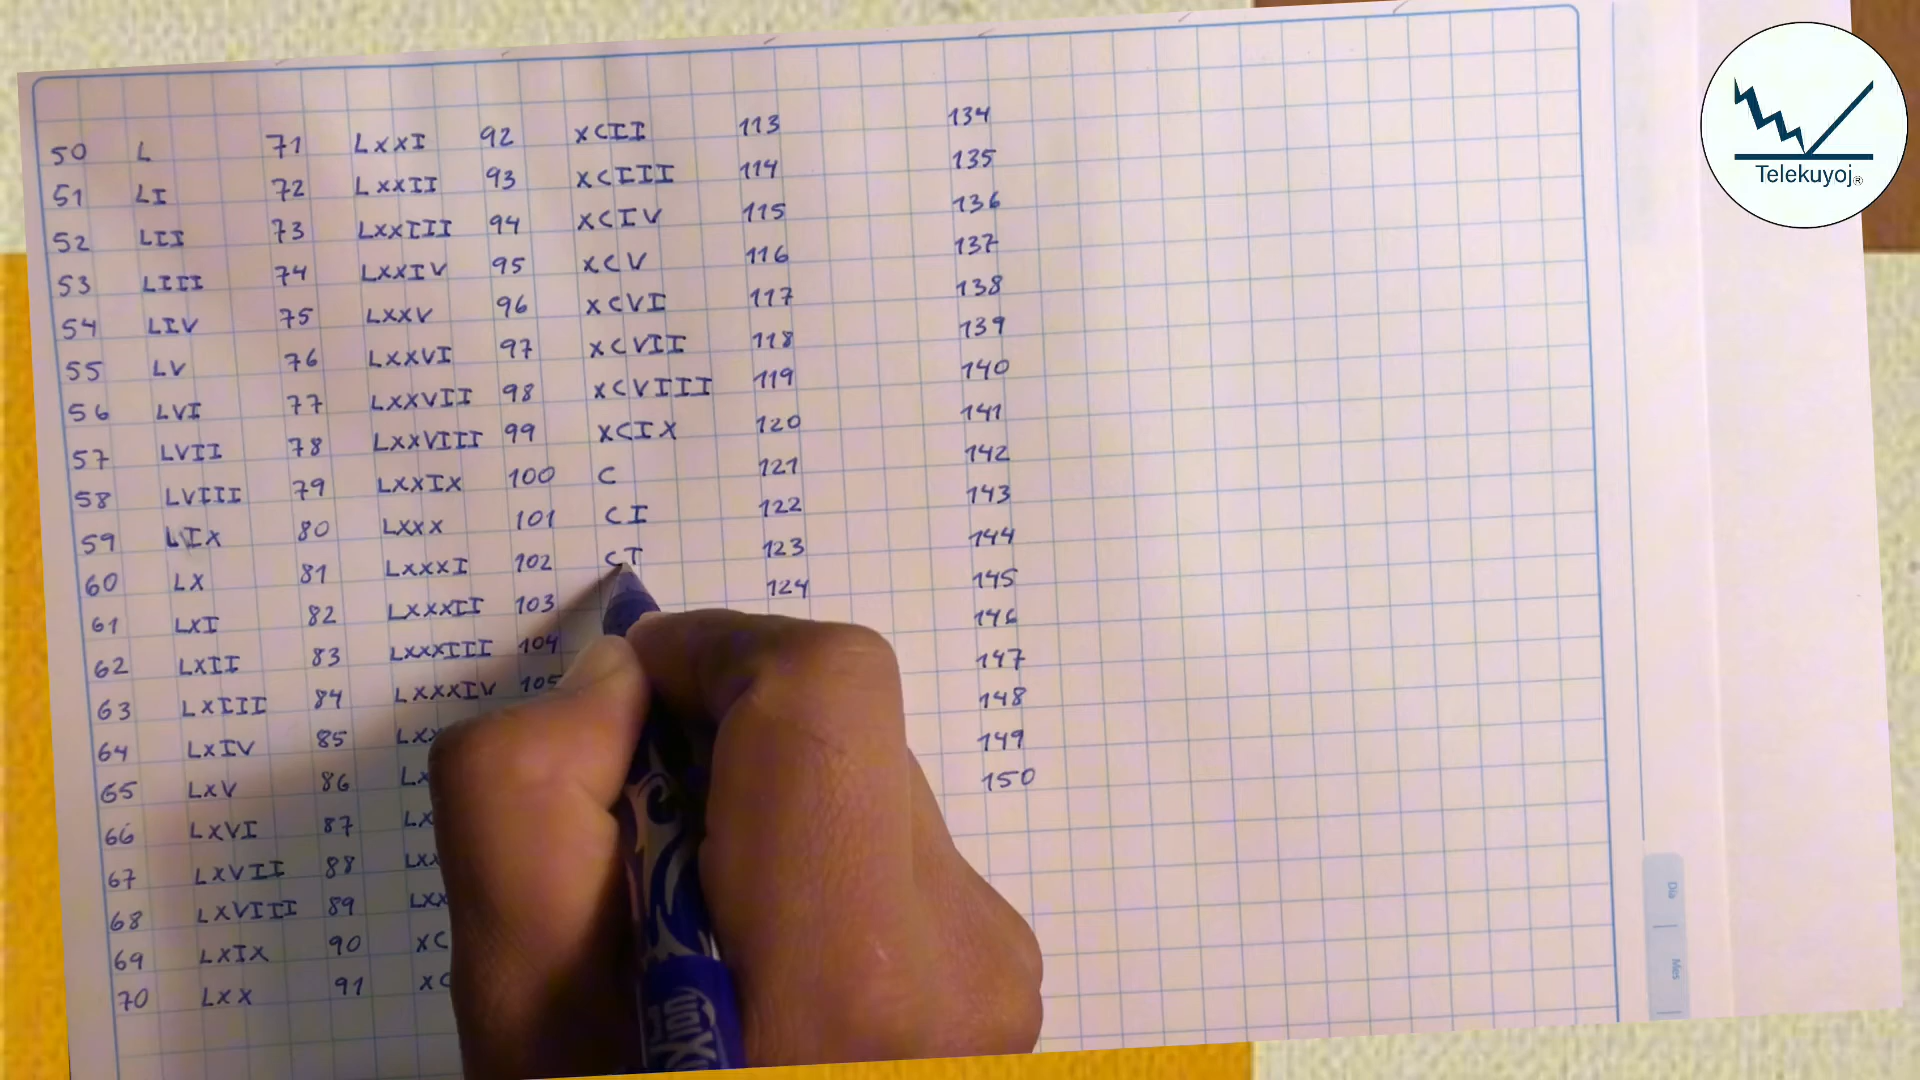 50 L 71 LXXI 92 XCII 113 134
51 LI 72 LXXII 93 XCIII 114 135
52 LII 73 LXXIII 94 XCIV 115 136
53 LIII 74 LXXIV 95 XCV 116 137
54 LIV 75 LXXV 96 XCVI 117 138
55 LV 76 LXXVI 97 XCVII 118 139
56 LVI 77 LXXVII 98 XCVIII 119 140
57 LVII 78 LXXVIII 99 XCIX 120 141
58 LVIII 79 LXXIX 100 C 121 142
59 LIX 80 LXXX 101 CI 122 143
60 LX 81 LXXXI 102 CI 123 144
61 LXI 82 LXXXII 103 124 145
62 LXII 83 LXXXIII 104 146
63 LXIII 84 LXXXIV 105 147
64 LXIV 85 148
65 LXV 86 149
66 LXVI 87 150
67 LXVII 88
68 LXVIII 89
69 LXIX 90 XC
70 LXX 91
Telekuyoj®
Día
Mes